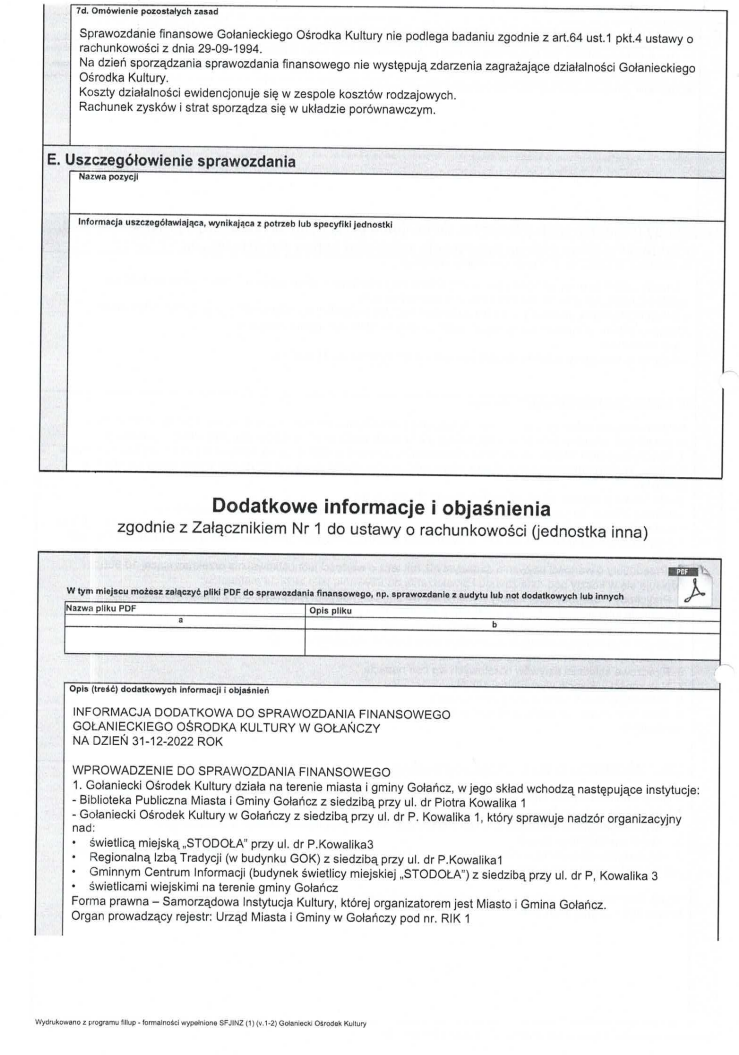 7d. Omówienie pozostałych zasad
Sprawozdanie finansowe Gołanieckiego Ośrodka Kultury nie podlega badaniu zgodnie z art.64 ust.1 pkt.4 ustawy o
rachunkowości z dnia 29-09-1994.
Na dzień sporządzania sprawozdania finansowego nie występują zdarzenia zagrażające działalności Gołanieckiego
Ośrodka Kultury.
Koszty działalności ewidencjonuje się w zespole kosztów rodzajowych.
Rachunek zysków i strat sporządza się w układzie porównawczym.
E. Uszczegółowienie sprawozdania
Nazwa pozycji
Informacja uszczegóławiająca, wynikająca z potrzeb lub specyfiki jednostki
Dodatkowe informacje i objaśnienia
zgodnie z Załącznikiem Nr 1 do ustawy o rachunkowości (jednostka inna)
PDF
W tym miejscu możesz załączyć pliki PDF do sprawozdania finansowego, np. sprawozdanie z audytu lub not dodatkowych lub innych
Nazwa pliku PDF Opis pliku
a b
Opis (treść) dodatkowych informacji i objaśnień
INFORMACJA DODATKOWA DO SPRAWOZDANIA FINANSOWEGO
GOŁANIECKIEGO OŚRODKA KULTURY W GOŁAŃCZY
NA DZIEŃ 31-12-2022 ROK
WPROWADZENIE DO SPRAWOZDANIA FINANSOWEGO
1. Gołaniecki Ośrodek Kultury działa na terenie miasta i gminy Gołańcz, w jego skład wchodzą następujące instytucje:
- Biblioteka Publiczna Miasta i Gminy Gołańcz z siedzibą przy ul. dr Piotra Kowalika 1
- Gołaniecki Ośrodek Kultury w Gołańczy z siedzibą przy ul. dr P. Kowalika 1, który sprawuje nadzór organizacyjny
nad:
• świetlicą miejską „STODOŁA” przy ul. dr P.Kowalika3
• Regionalną Izbą Tradycji (w budynku GOK) z siedzibą przy ul. dr P.Kowalika1
• Gminnym Centrum Informacji (budynek świetlicy miejskiej „STODOŁA”) z siedzibą przy ul. dr P, Kowalika 3
• świetlicami wiejskimi na terenie gminy Gołańcz
Forma prawna – Samorządowa Instytucja Kultury, której organizatorem jest Miasto i Gmina Gołańcz.
Organ prowadzący rejestr: Urząd Miasta i Gminy w Gołańczy pod nr. RIK 1
Wydrukowano z programu fillup - formalności wypełnione SFJINZ (1) (v.1-2) Gołaniecki Ośrodek Kultury